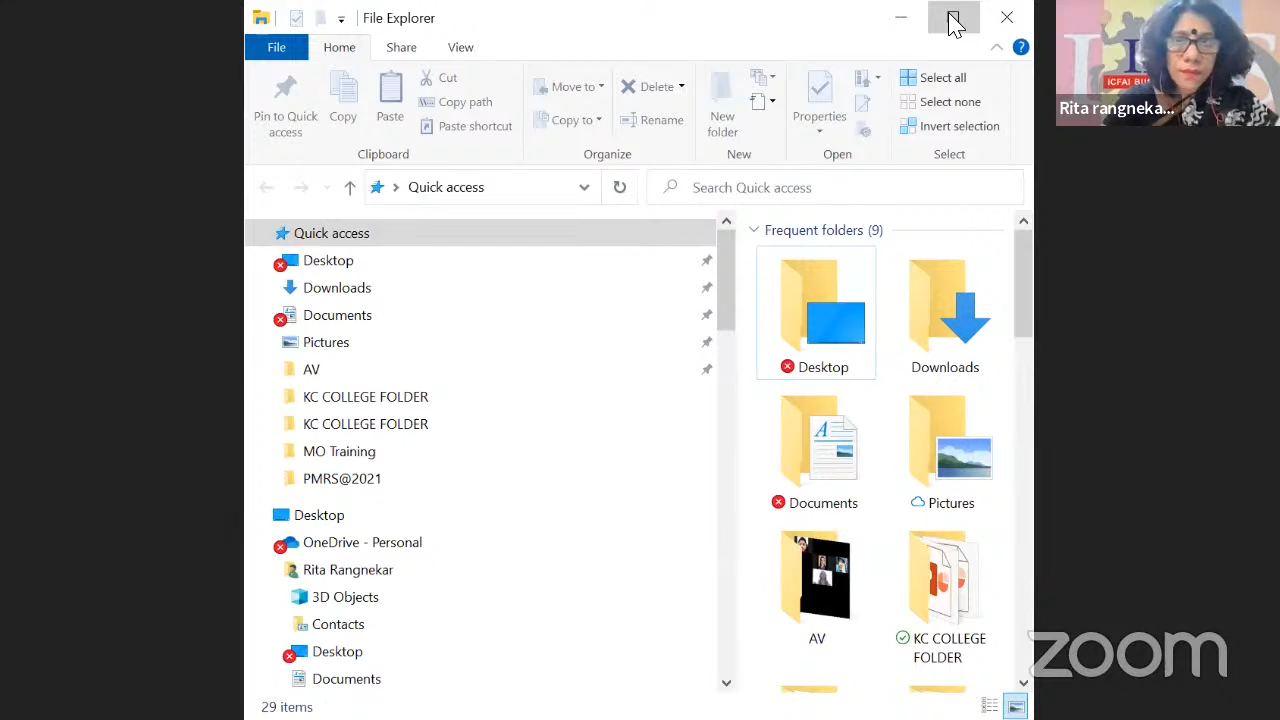 File Explorer
File Home Share View
Pin to Quick access
Copy
Paste
Cut
Copy path
Paste shortcut
Clipboard
Move to
Copy to
Delete
Rename
Organize
New folder
New
Properties
Open
Select all
Select none
Invert selection
Select
Quick access
Search Quick access
Quick access
Desktop
Downloads
Documents
Pictures
AV
KC COLLEGE FOLDER
KC COLLEGE FOLDER
MO Training
PMRS@2021
Desktop
OneDrive - Personal
Rita Rangnekar
3D Objects
Contacts
Desktop
Documents
29 items
Frequent folders (9)
Desktop
Downloads
Documents
Pictures
AV
KC COLLEGE
FOLDER
ICFAI
Rita rangneka...
zoom